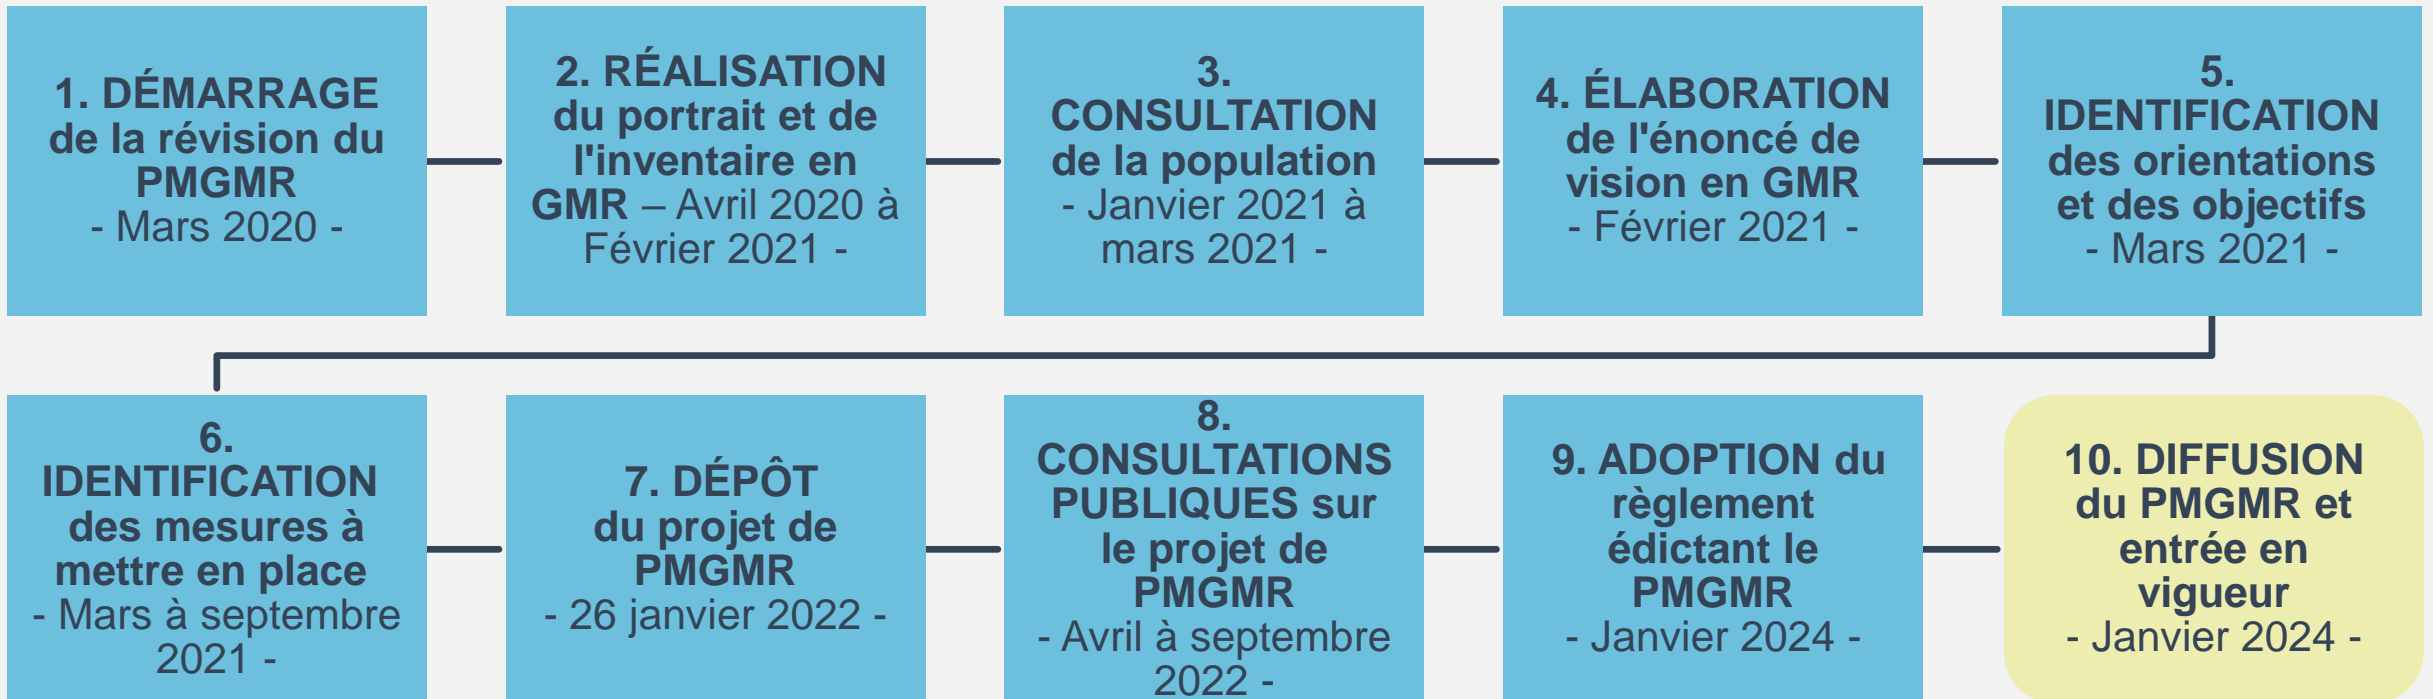 1. DÉMARRAGE
de la révision du
PMGMR
- Mars 2020 -
2. RÉALISATION
du portrait et de
l'inventaire en
GMR – Avril 2020 à
Février 2021 -
3.
CONSULTATION
de la population
- Janvier 2021 à
mars 2021 -
4. ÉLABORATION
de l'énoncé de
vision en GMR
- Février 2021 -
5.
IDENTIFICATION
des orientations
et des objectifs
- Mars 2021 -
6.
IDENTIFICATION
des mesures à
mettre en place
- Mars à septembre
2021 -
7. DÉPÔT
du projet de
PMGMR
- 26 janvier 2022 -
8.
CONSULTATIONS
PUBLIQUES sur
le projet de
PMGMR
- Avril à septembre
2022 -
9. ADOPTION du
règlement
édictant le
PMGMR
- Janvier 2024 -
10. DIFFUSION
du PMGMR et
entrée en
vigueur
- Janvier 2024 -